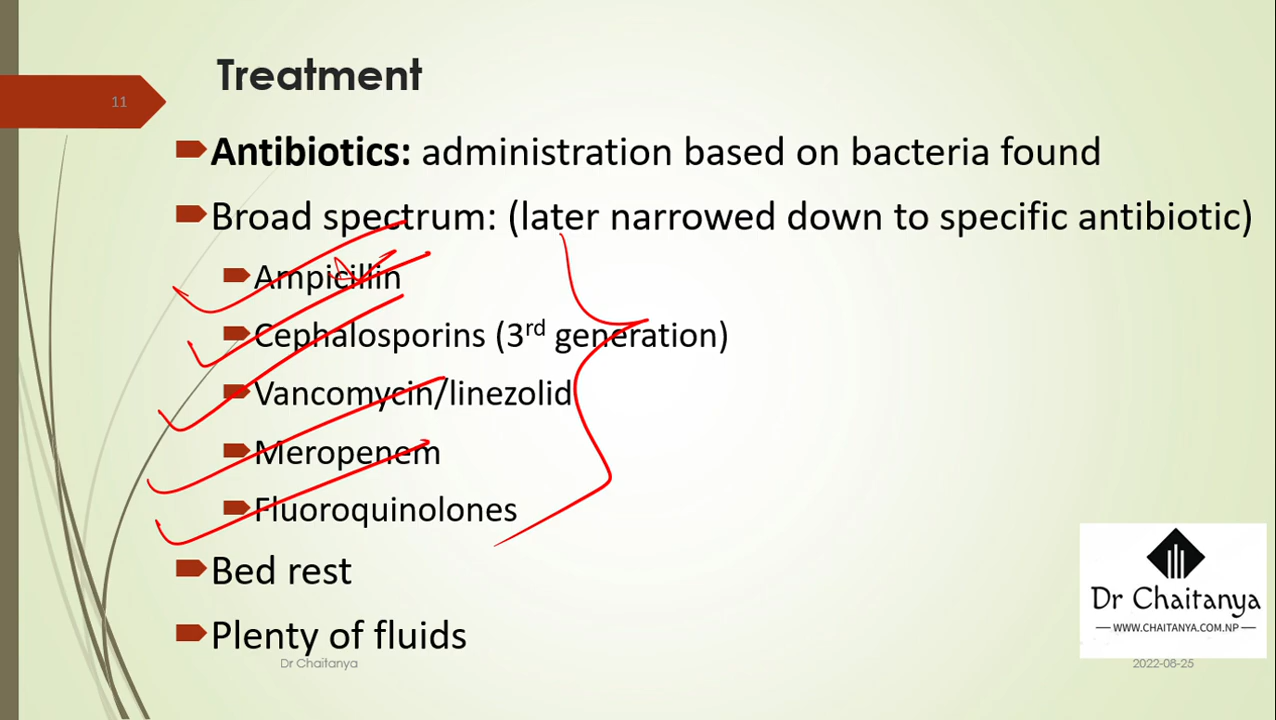 Treatment
11
Antibiotics: administration based on bacteria found
Broad spectrum: (later narrowed down to specific antibiotic)
Ampicillin
Cephalosporins (3rd generation)
Vancomycin/linezolid
Meropenem
Fluoroquinolones
Bed rest
Plenty of fluids
Dr Chaitanya
WWW.CHAITANYA.COM.NP
Dr Chaitanya
2022-08-25